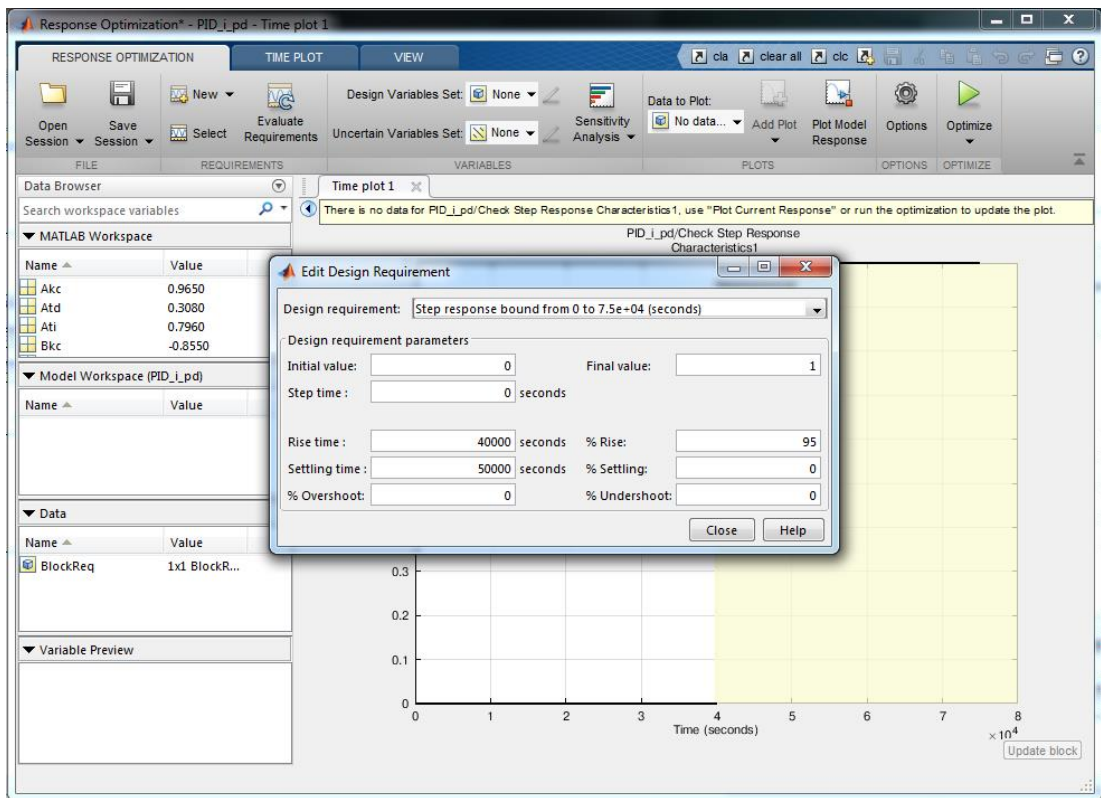 Response Optimization* - PID_i_pd - Time plot 1
RESPONSE OPTIMIZATION TIME PLOT VIEW cla clear all clc
Open Session Save Session New Select Evaluate Requirements Design Variables Set: None Uncertain Variables Set: None Sensitivity Analysis Data to Plot: No data... Add Plot Plot Model Response Options Optimize
FILE REQUIREMENTS VARIABLES PLOTS OPTIONS OPTIMIZE
Data Browser
Search workspace variables
MATLAB Workspace
Name Value
Akc 0.9650
Atd 0.3080
Ati 0.7960
Bkc -0.8550
Model Workspace (PID_i_pd)
Name Value
Data
Name Value
BlockReq 1x1 BlockR...
Variable Preview
Time plot 1
There is no data for PID_i_pd/Check Step Response Characteristics1, use "Plot Current Response" or run the optimization to update the plot.
PID_i_pd/Check Step Response
Characteristics1
Edit Design Requirement
Design requirement: Step response bound from 0 to 7.5e+04 (seconds)
Design requirement parameters
Initial value: 0 Final value: 1
Step time : 0 seconds
Rise time : 40000 seconds % Rise: 95
Settling time : 50000 seconds % Settling: 0
% Overshoot: 0 % Undershoot: 0
Close Help
0.3
0.2
0.1
0
0 1 2 3 4 5 6 7 8
Time (seconds)
×10^4
Update block